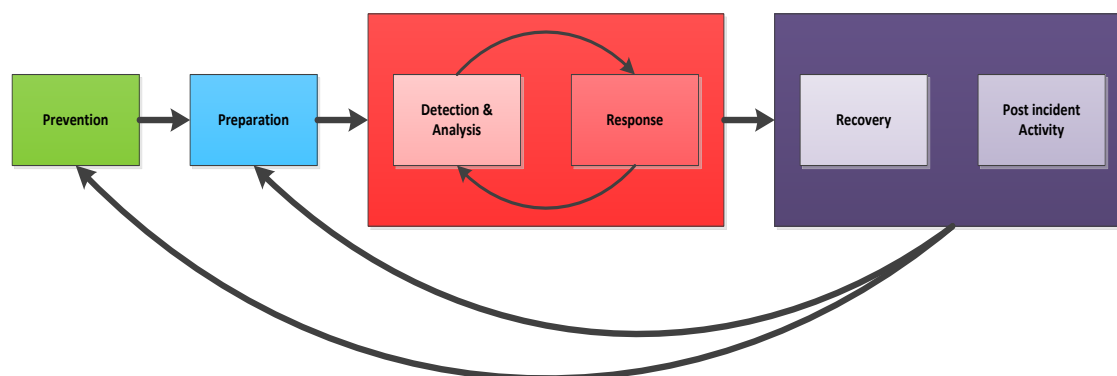 Prevention
Preparation
Detection &
Analysis
Response
Recovery
Post incident
Activity